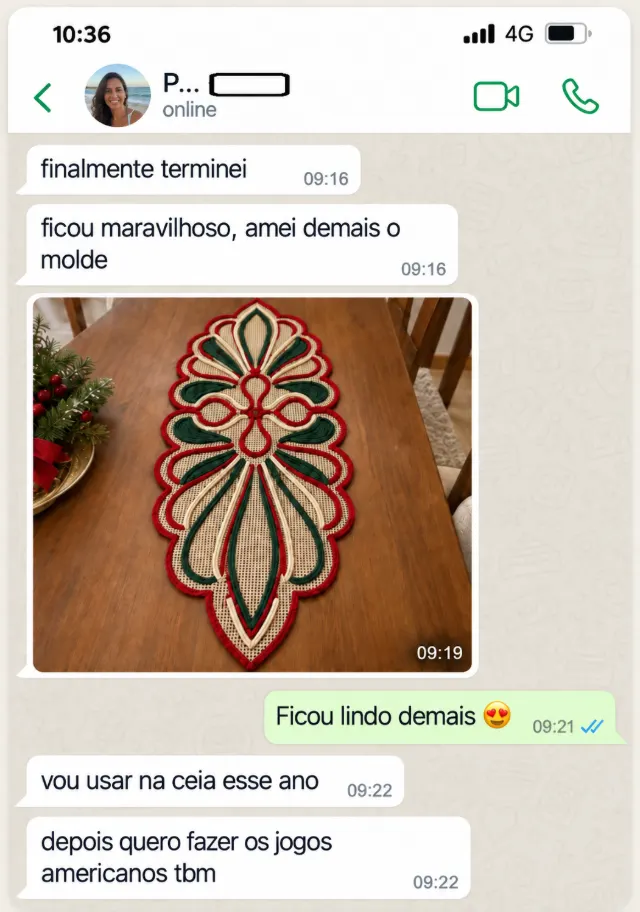 10:36
4G
P...
online
finalmente terminei
09:16
ficou maravilhoso, amei demais o
molde
09:16
09:19
Ficou lindo demais 😍
09:21
vou usar na ceia esse ano
09:22
depois quero fazer os jogos
americanos tbm
09:22